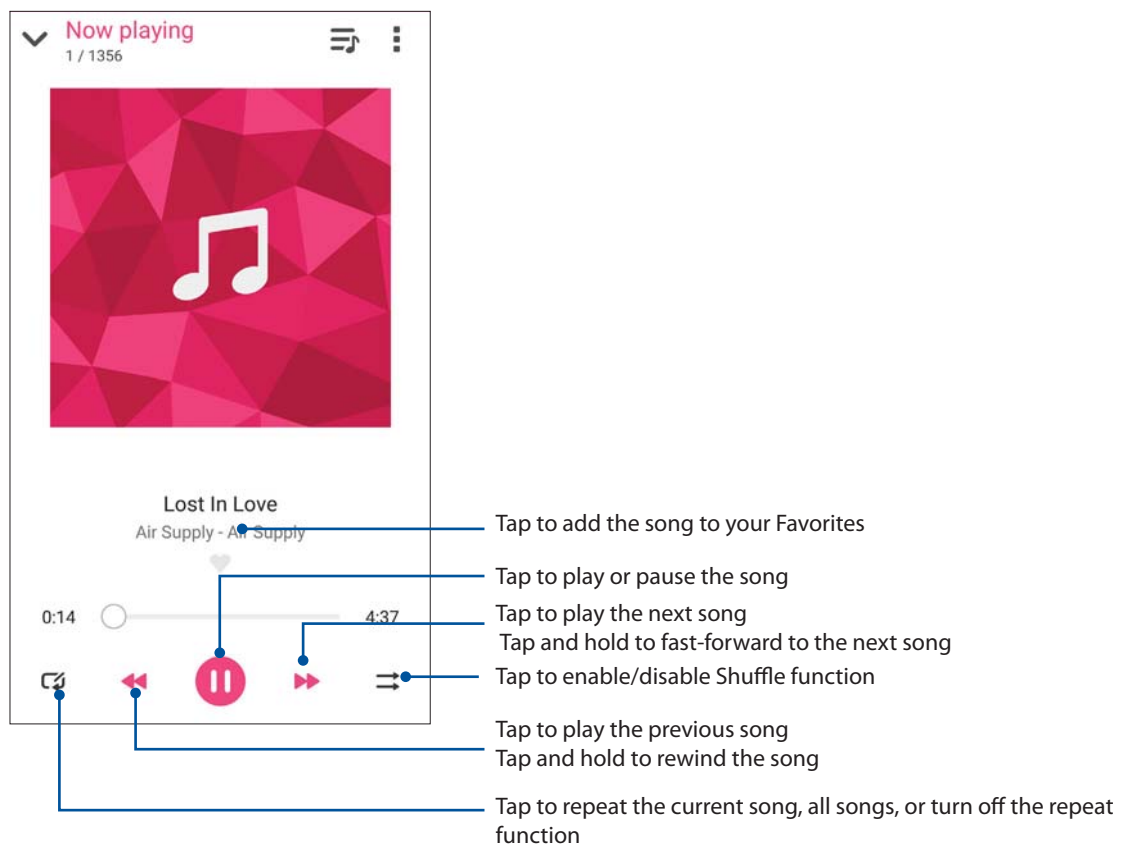 Now playing
1 / 1356
Lost In Love
Air Supply - Air Supply
0:14
4:37
Tap to add the song to your Favorites
Tap to play or pause the song
Tap to play the next song
Tap and hold to fast-forward to the next song
Tap to enable/disable Shuffle function
Tap to play the previous song
Tap and hold to rewind the song
Tap to repeat the current song, all songs, or turn off the repeat
function